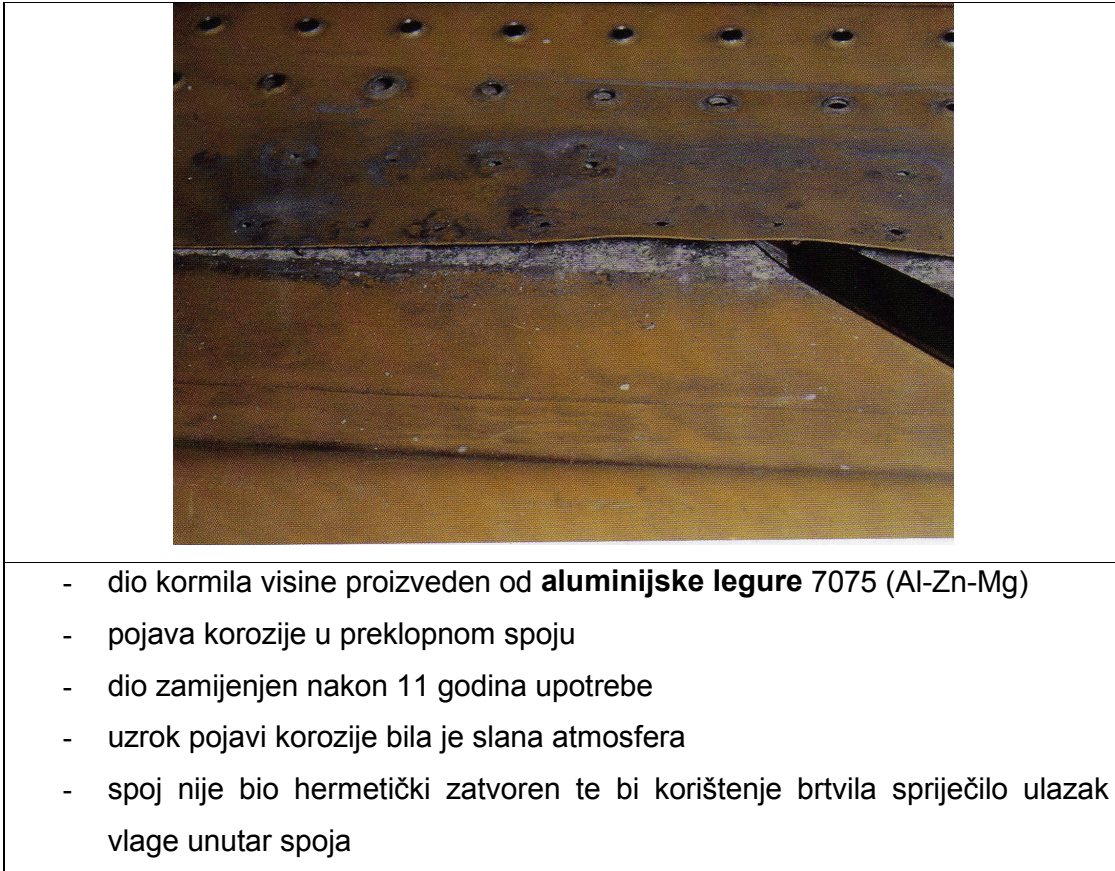 - dio kormila visine proizveden od aluminijske legure 7075 (Al-Zn-Mg)
- pojava korozije u preklopnom spoju
- dio zamijenjen nakon 11 godina upotrebe
- uzrok pojavi korozije bila je slana atmosfera
- spoj nije bio hermetički zatvoren te bi korištenje brtvila spriječilo ulazak
vlage unutar spoja